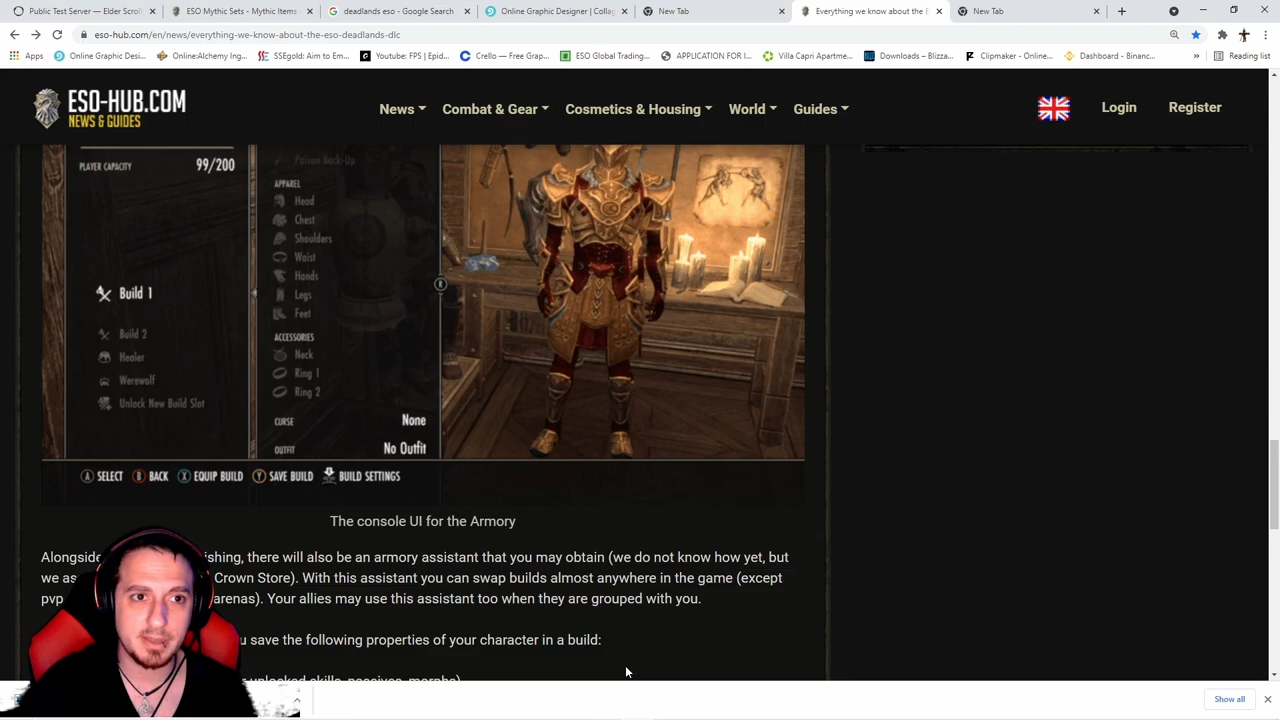 Public Test Server — Elder Scroll
ESO Mythic Sets - Mythic Items
deadlands eso - Google Search
Online Graphic Designer | Collag
New Tab
Everything we know about the E
New Tab
eso-hub.com/en/news/everything-we-know-about-the-eso-deadlands-dlc
Apps
Online Graphic Desi...
Online:Alchemy Ing...
SSEgold: Aim to Em...
Youtube: FPS | Epid...
Crello — Free Grap...
ESO Global Trading...
APPLICATION FOR I...
Villa Capri Apartme...
Downloads – Blizza...
Clipmaker - Online...
Dashboard - Binanc...
»
Reading list
ESO-HUB.COM
NEWS & GUIDES
News
Combat & Gear
Cosmetics & Housing
World
Guides
Login
Register
PLAYER CAPACITY 99/200
Build 1
Build 2
Healer
Werewolf
Unlock New Build Slot
Poison Back-Up
APPAREL
Head
Chest
Shoulders
Waist
Hands
Legs
Feet
ACCESSORIES
Neck
Ring 1
Ring 2
CURSE None
OUTFIT No Outfit
R
A SELECT B BACK X EQUIP BUILD Y SAVE BUILD BUILD SETTINGS
The console UI for the Armory
Alongside ishing, there will also be an armory assistant that you may obtain (we do not know how yet, but
we as Crown Store). With this assistant you can swap builds almost anywhere in the game (except
pvp arenas). Your allies may use this assistant too when they are grouped with you.
u save the following properties of your character in a build:
unlocked skills, passives, morphs)
Show all